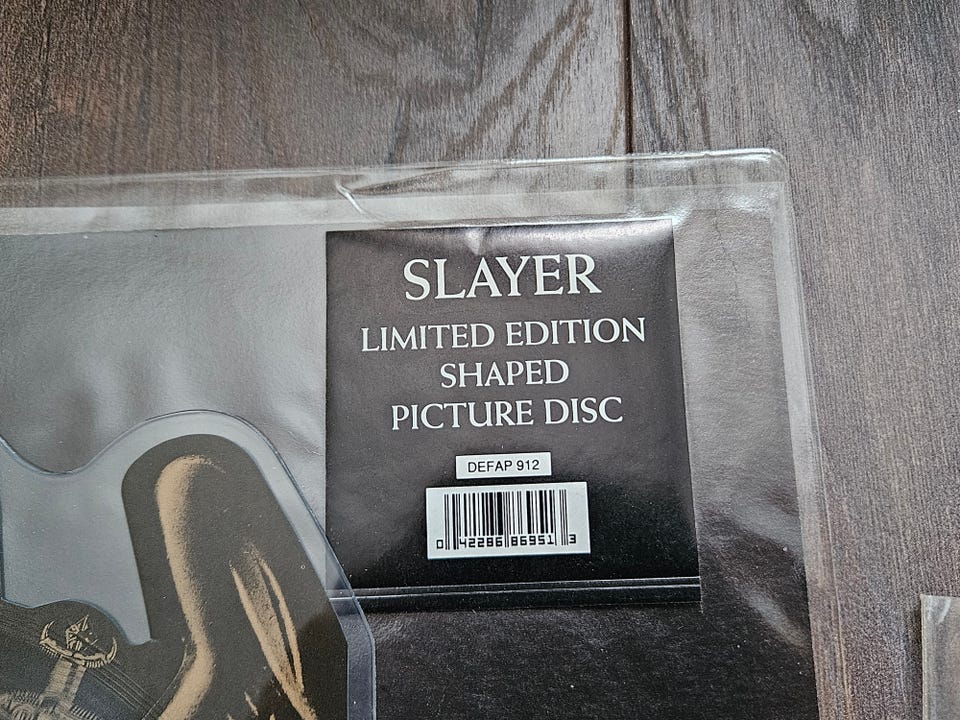 SLAYER
LIMITED EDITION
SHAPED
PICTURE DISC
DEFAP 912
0 42286 86951 3